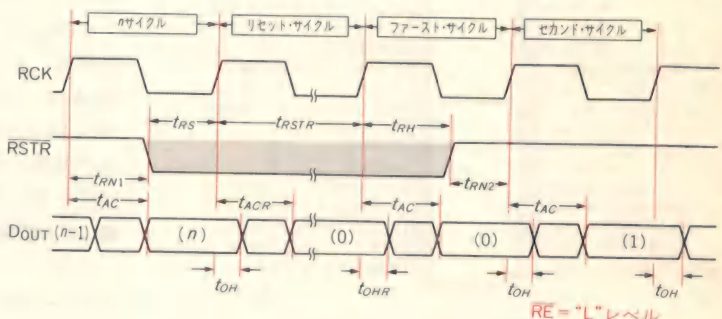 nサイクル リセット・サイクル ファースト・サイクル セカンド・サイクル
RCK
tRS tRSTR tRH
RSTR
tRN1 tRN2
tAC tACR tAC tAC
DOUT (n-1) (n) (0) (0) (1)
tOH tOHR tOH tOH
RE="L"レベル